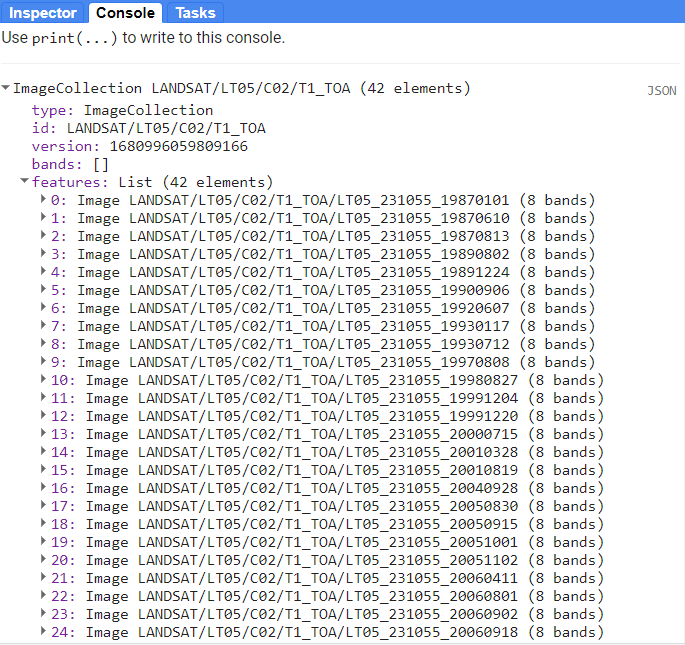 Inspector Console Tasks
Use print(...) to write to this console.
ImageCollection LANDSAT/LT05/C02/T1_TOA (42 elements) JSON
type: ImageCollection
id: LANDSAT/LT05/C02/T1_TOA
version: 1680996059809166
bands: []
features: List (42 elements)
0: Image LANDSAT/LT05/C02/T1_TOA/LT05_231055_19870101 (8 bands)
1: Image LANDSAT/LT05/C02/T1_TOA/LT05_231055_19870610 (8 bands)
2: Image LANDSAT/LT05/C02/T1_TOA/LT05_231055_19870813 (8 bands)
3: Image LANDSAT/LT05/C02/T1_TOA/LT05_231055_19890802 (8 bands)
4: Image LANDSAT/LT05/C02/T1_TOA/LT05_231055_19891224 (8 bands)
5: Image LANDSAT/LT05/C02/T1_TOA/LT05_231055_19900906 (8 bands)
6: Image LANDSAT/LT05/C02/T1_TOA/LT05_231055_19920607 (8 bands)
7: Image LANDSAT/LT05/C02/T1_TOA/LT05_231055_19930117 (8 bands)
8: Image LANDSAT/LT05/C02/T1_TOA/LT05_231055_19930712 (8 bands)
9: Image LANDSAT/LT05/C02/T1_TOA/LT05_231055_19970808 (8 bands)
10: Image LANDSAT/LT05/C02/T1_TOA/LT05_231055_19980827 (8 bands)
11: Image LANDSAT/LT05/C02/T1_TOA/LT05_231055_19991204 (8 bands)
12: Image LANDSAT/LT05/C02/T1_TOA/LT05_231055_19991220 (8 bands)
13: Image LANDSAT/LT05/C02/T1_TOA/LT05_231055_20000715 (8 bands)
14: Image LANDSAT/LT05/C02/T1_TOA/LT05_231055_20010328 (8 bands)
15: Image LANDSAT/LT05/C02/T1_TOA/LT05_231055_20010819 (8 bands)
16: Image LANDSAT/LT05/C02/T1_TOA/LT05_231055_20040928 (8 bands)
17: Image LANDSAT/LT05/C02/T1_TOA/LT05_231055_20050830 (8 bands)
18: Image LANDSAT/LT05/C02/T1_TOA/LT05_231055_20050915 (8 bands)
19: Image LANDSAT/LT05/C02/T1_TOA/LT05_231055_20051001 (8 bands)
20: Image LANDSAT/LT05/C02/T1_TOA/LT05_231055_20051102 (8 bands)
21: Image LANDSAT/LT05/C02/T1_TOA/LT05_231055_20060411 (8 bands)
22: Image LANDSAT/LT05/C02/T1_TOA/LT05_231055_20060801 (8 bands)
23: Image LANDSAT/LT05/C02/T1_TOA/LT05_231055_20060902 (8 bands)
24: Image LANDSAT/LT05/C02/T1_TOA/LT05_231055_20060918 (8 bands)